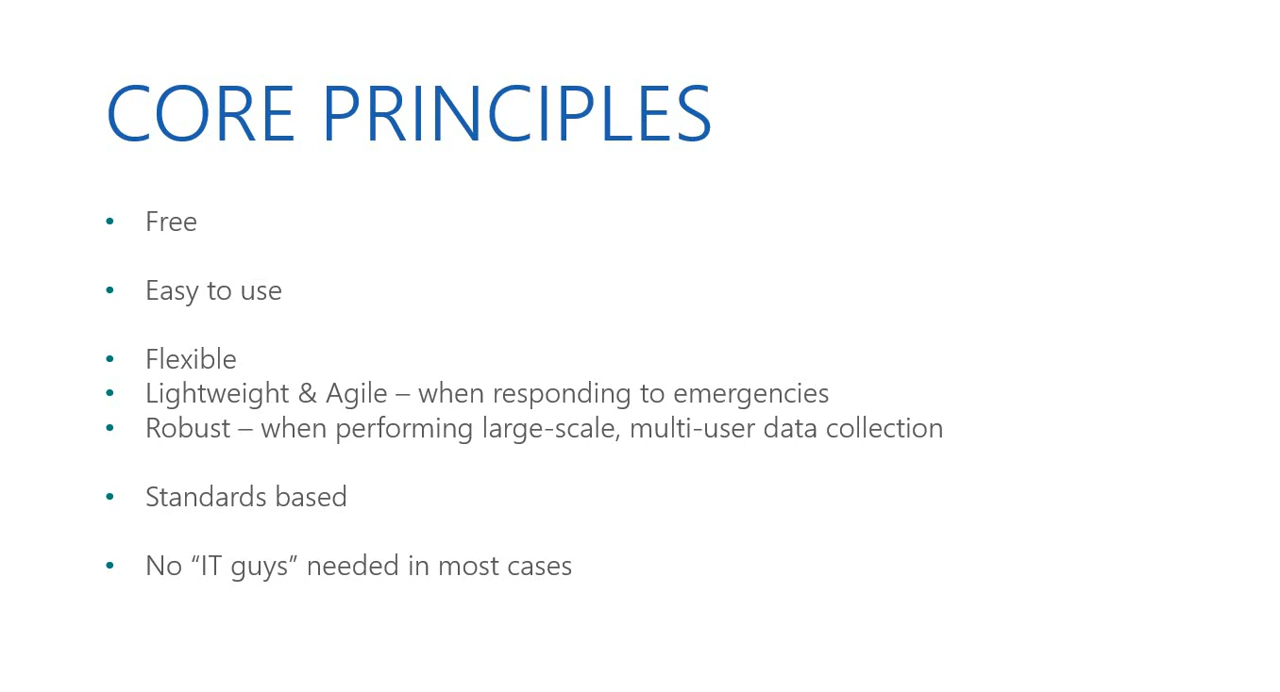 CORE PRINCIPLES
• Free
• Easy to use
• Flexible
• Lightweight & Agile – when responding to emergencies
• Robust – when performing large-scale, multi-user data collection
• Standards based
• No “IT guys” needed in most cases